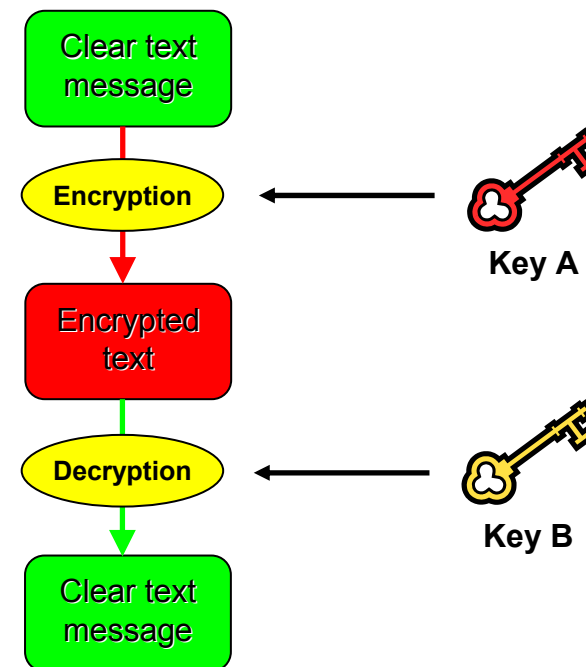 Clear text
message
Encryption
Key A
Encrypted
text
Decryption
Key B
Clear text
message